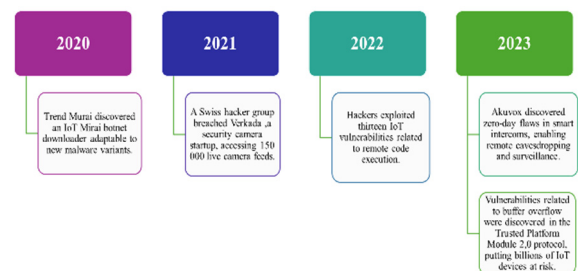 2020
Trend Murai discovered
an IoT Mirai botnet
downloader adaptable to
new malware variants.
2021
A Swiss hacker group
breached Verkada ,a
security camera
startup, accessing 150
000 live camera feeds.
2022
Hackers exploited
thirteen IoT
vulnerabilities related
to remote code
execution.
2023
Akuvox discovered
zero-day flaws in smart
intercoms, enabling
remote eavesdropping
and surveillance.
Vulnerabilities related
to buffer overflow
were discovered in the
Trusted Platform
Module 2,0 protocol,
putting billions of IoT
devices at risk.